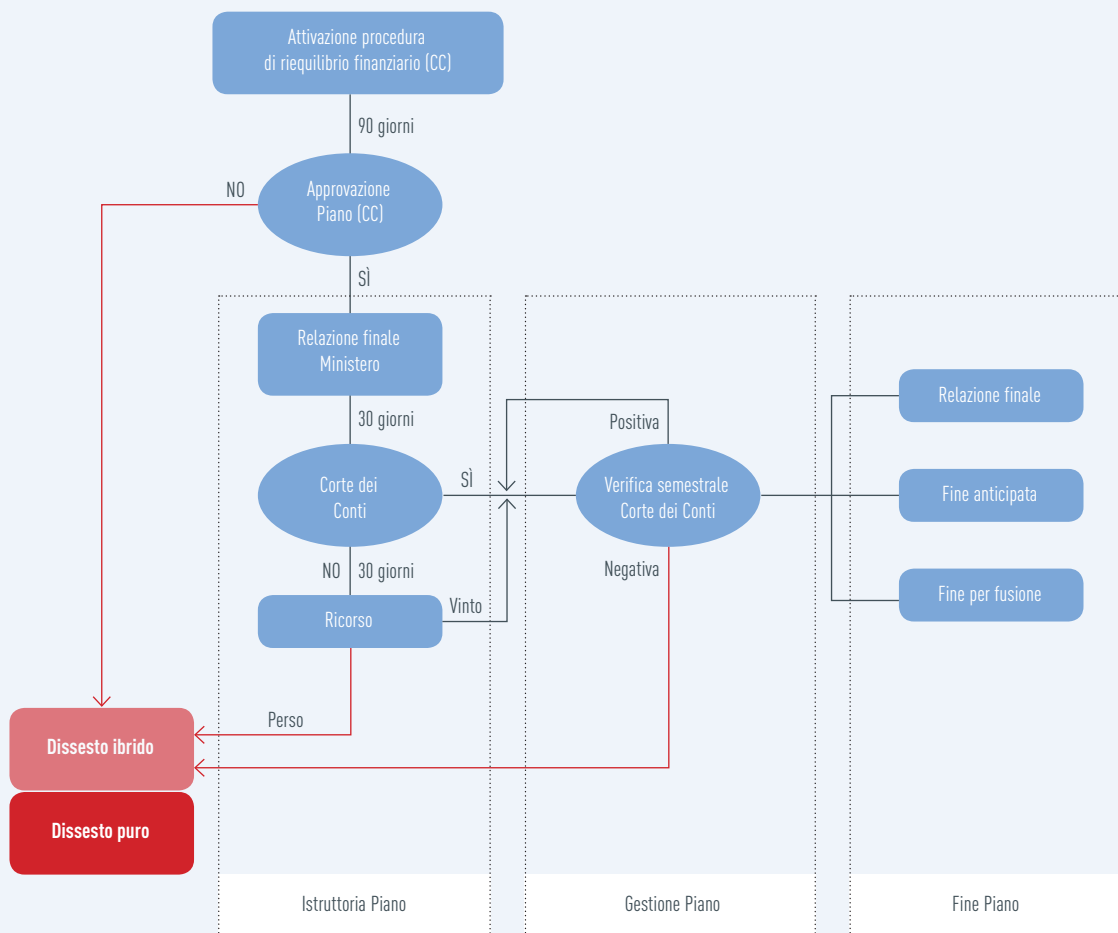 Attivazione procedura
di riequilibrio finanziario (CC)
90 giorni
NO
Approvazione
Piano (CC)
SÌ
Relazione finale
Ministero
30 giorni
Corte dei
Conti
SÌ
NO
30 giorni
Ricorso
Vinto
Perso
Positiva
Verifica semestrale
Corte dei Conti
Negativa
Relazione finale
Fine anticipata
Fine per fusione
Dissesto ibrido
Dissesto puro
Istruttoria Piano
Gestione Piano
Fine Piano